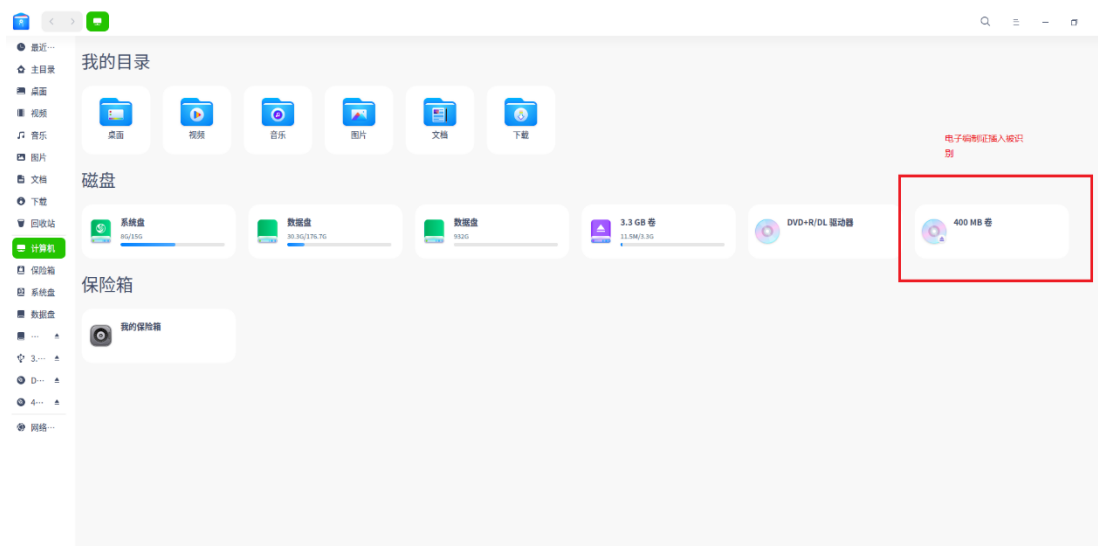 最近…
主目录
桌面
视频
音乐
图片
文档
下载
回收站
计算机
保险箱
系统盘
数据盘
…
3.…
D…
4…
网络…
我的目录
桌面
视频
音乐
图片
文档
下载
电子编制证插入被识
别
磁盘
系统盘
8G/15G
数据盘
30.3G/176.7G
数据盘
932G
3.3 GB 卷
11.5M/3.3G
DVD+R/DL 驱动器
400 MB 卷
保险箱
我的保险箱